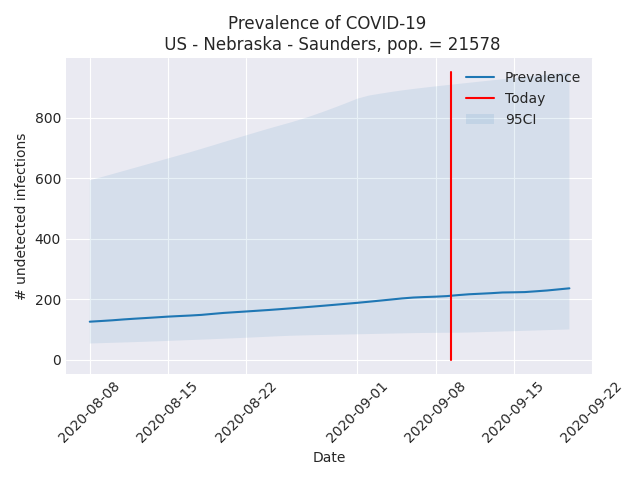 Prevalence of COVID-19
US - Nebraska - Saunders, pop. = 21578
Prevalence
Today
95CI
# undetected infections
800
600
400
200
0
2020-08-08
2020-08-15
2020-08-22
2020-09-01
2020-09-08
2020-09-15
2020-09-22
Date